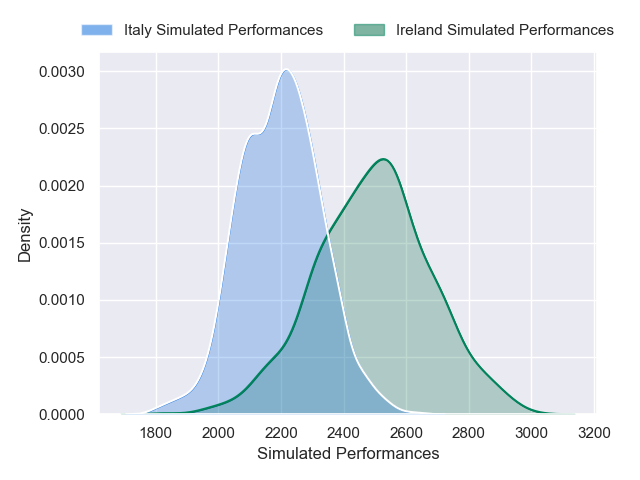 Italy Simulated Performances Ireland Simulated Performances
0.0030
0.0025
0.0020
0.0015
0.0010
0.0005
0.0000
Density
1800 2000 2200 2400 2600 2800 3000 3200
Simulated Performances